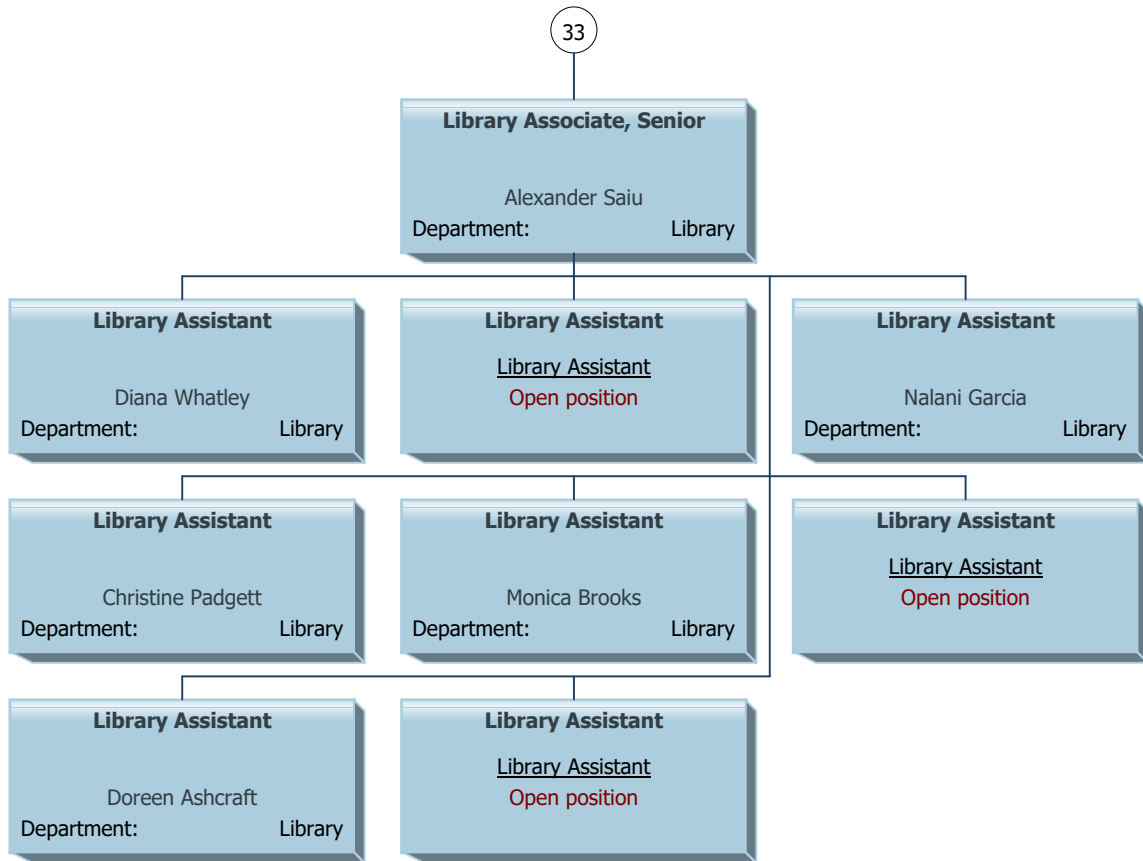 33
Library Associate, Senior
Alexander Saiu
Department: Library
Library Assistant
Diana Whatley
Department: Library
Library Assistant
Library Assistant
Open position
Library Assistant
Nalani Garcia
Department: Library
Library Assistant
Christine Padgett
Department: Library
Library Assistant
Monica Brooks
Department: Library
Library Assistant
Library Assistant
Open position
Library Assistant
Doreen Ashcraft
Department: Library
Library Assistant
Library Assistant
Open position